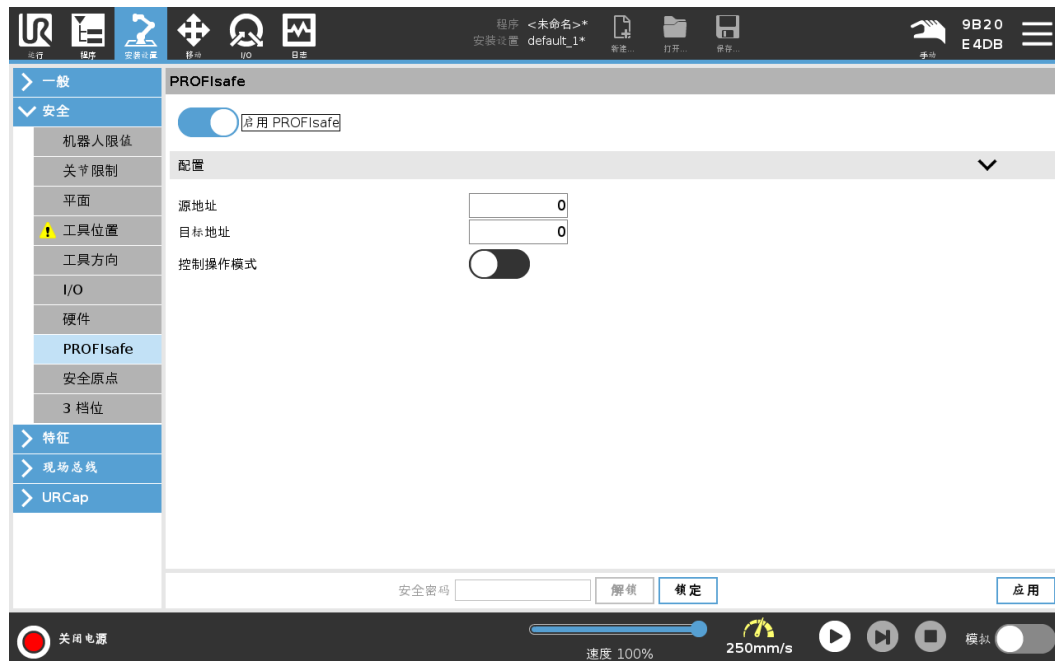 UR
运行
程序
安装设置
移动
I/O
日志
程序 <未命名>*
安装设置 default_1*
新建...
打开...
保存...
手动
9B20
E4DB
一般
安全
机器人限值
关节限制
平面
工具位置
工具方向
I/O
硬件
PROFIsafe
安全原点
3 档位
特征
现场总线
URCap
PROFIsafe
启用 PROFIsafe
配置
源地址 0
目标地址 0
控制操作模式
安全密码
解锁
锁定
应用
关闭电源
速度 100%
250mm/s
模拟